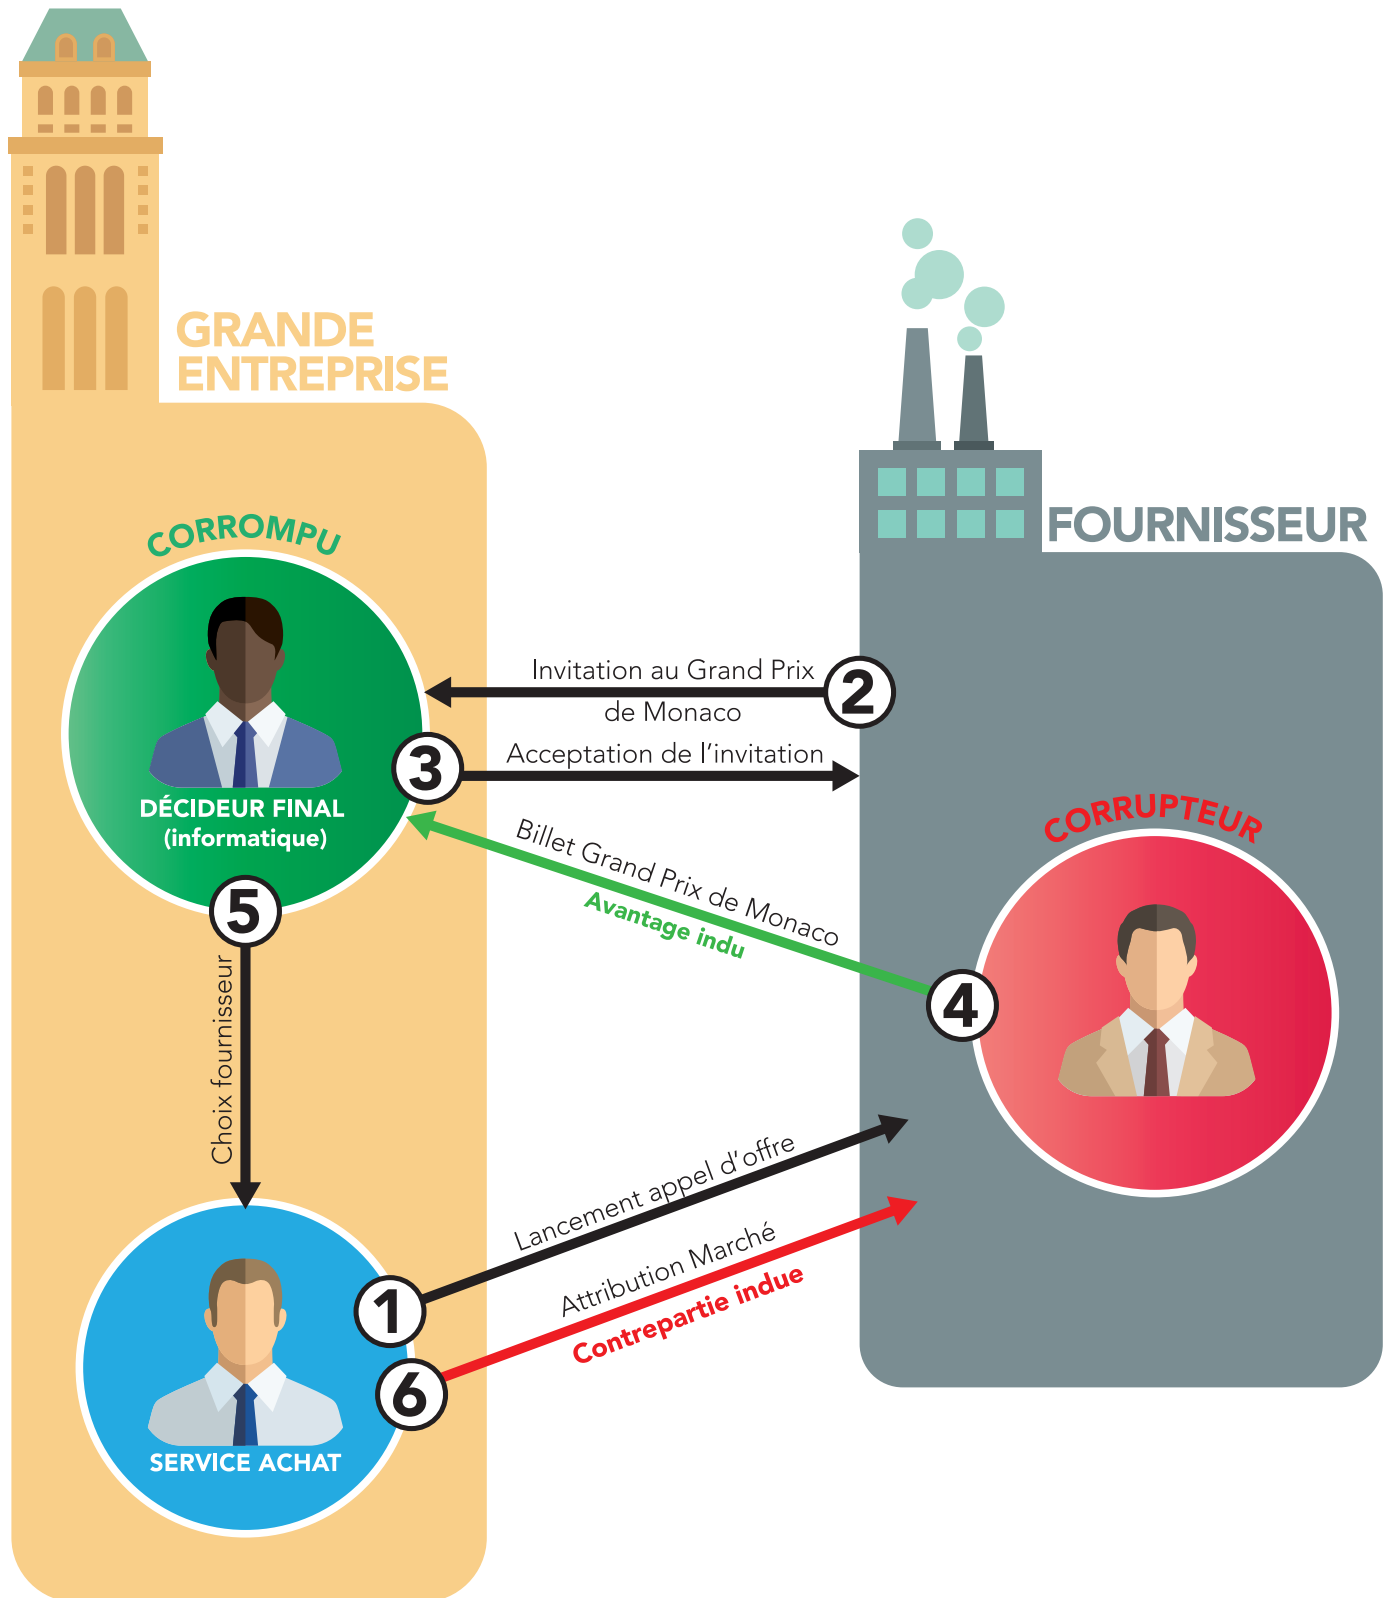 GRANDE
ENTREPRISE
FOURNISSEUR
CORROMPU
DÉCIDEUR FINAL
(informatique)
2
Invitation au Grand Prix
de Monaco
3
Acceptation de l'invitation
CORRUPTEUR
4
Billet Grand Prix de Monaco
Avantage indu
5
Choix fournisseur
1
Lancement appel d'offre
6
Attribution Marché
Contrepartie indue
SERVICE ACHAT